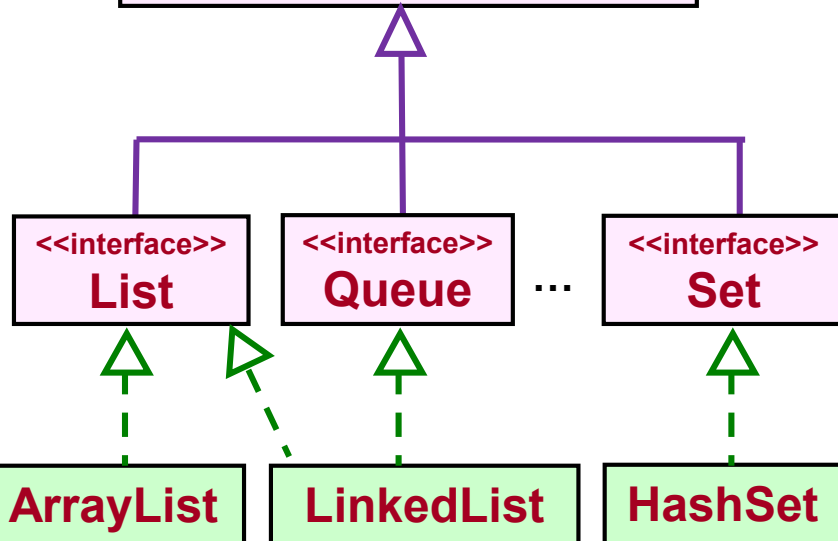 <<interface>>
List
<<interface>>
Queue
...
<<interface>>
Set
ArrayList
LinkedList
HashSet